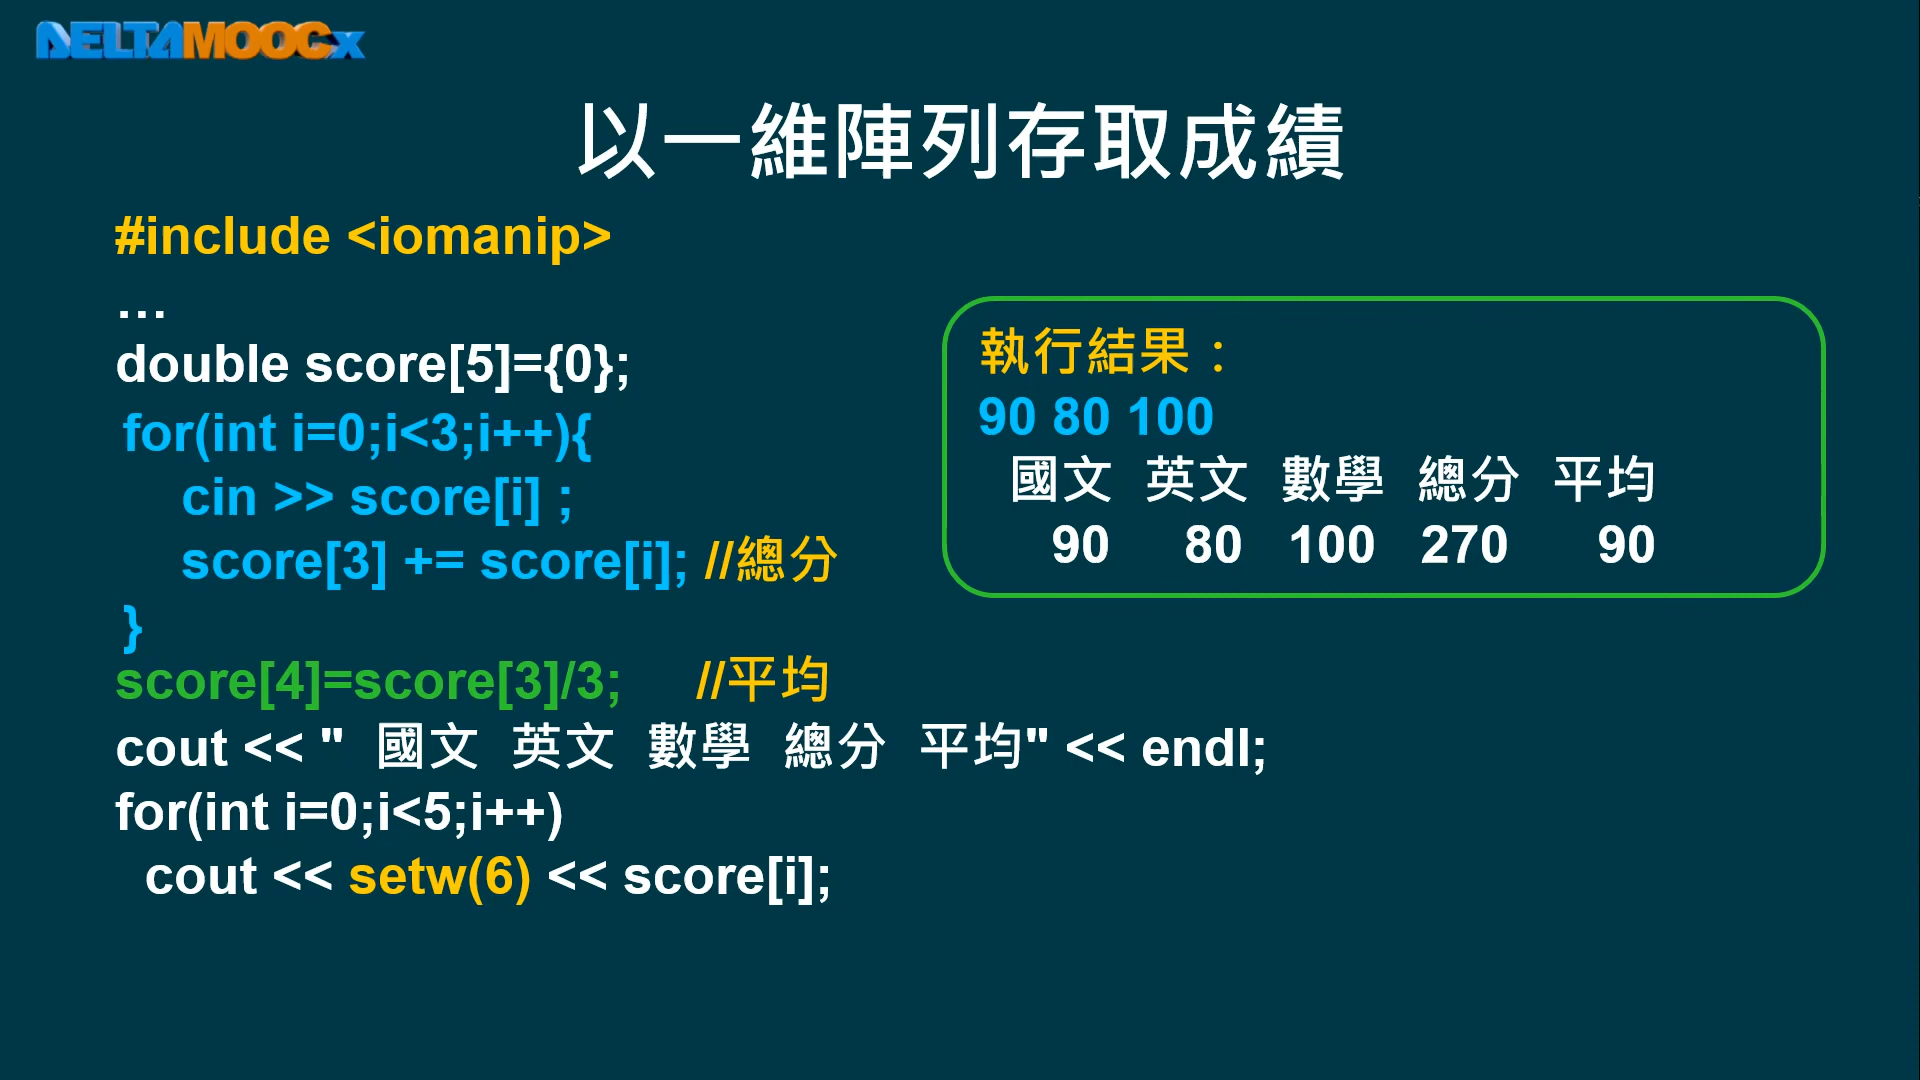 DELTAMOOCx
以一維陣列存取成績
#include <iomanip>
...
double score[5]={0};
for(int i=0;i<3;i++){
cin >> score[i] ;
score[3] += score[i]; //總分
}
score[4]=score[3]/3; //平均
cout << "  國文  英文  數學  總分  平均" << endl;
for(int i=0;i<5;i++)
cout << setw(6) << score[i];
執行結果：
90 80 100
國文 英文 數學 總分 平均
90 80 100 270 90